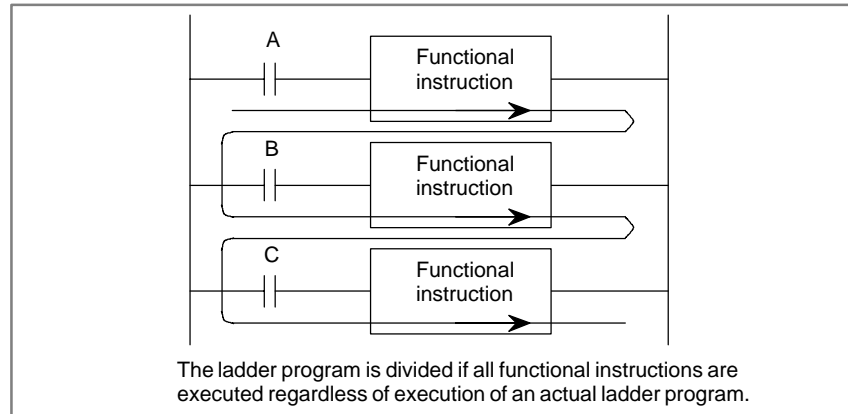 A
Functional
instruction
B
Functional
instruction
C
Functional
instruction
The ladder program is divided if all functional instructions are
executed regardless of execution of an actual ladder program.